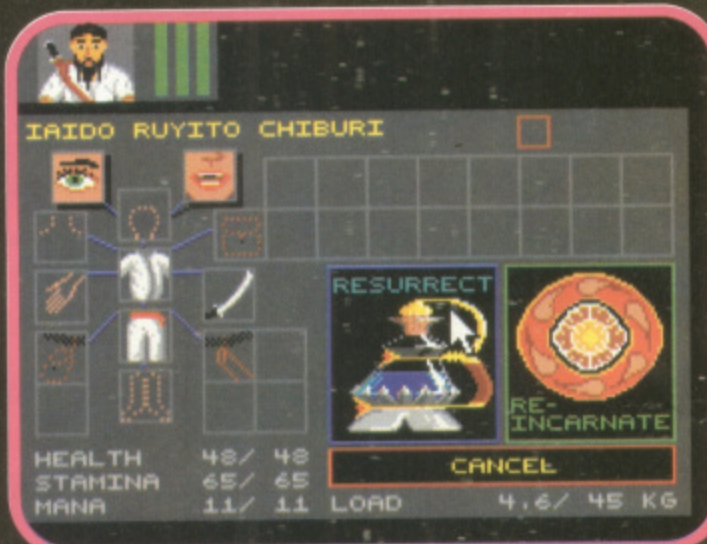 IAIDO RUYITO CHIBURI
RESURRECT
RE-
INCARNATE
CANCEL
HEALTH 48/ 48
STAMINA 65/ 65
MANA 11/ 11 LOAD 4.6/ 45 KG